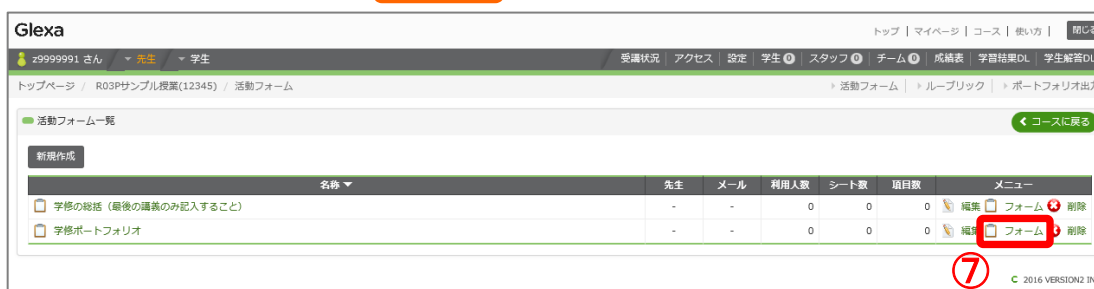 Glexa
トップ | マイページ | コース | 使い方 | 閉じる
z9999991 さん 先生 学生 受講状況 アクセス 設定 学生 0 スタッフ 0 チーム 0 成績表 学習結果DL 学生解答DL
トップページ / R03Pサンプル授業(12345) / 活動フォーム 活動フォーム ルーブリック ポートフォリオ出力
活動フォーム一覧 コースに戻る
新規作成
名称 ▼ 先生 メール 利用人数 シート数 項目数 メニュー
学修の総括（最後の講義のみ記入すること） - - 0 0 0 編集 フォーム 削除
学修ポートフォリオ - - 0 0 0 編集 フォーム 削除
⑦
C 2016 VERSION2 IN